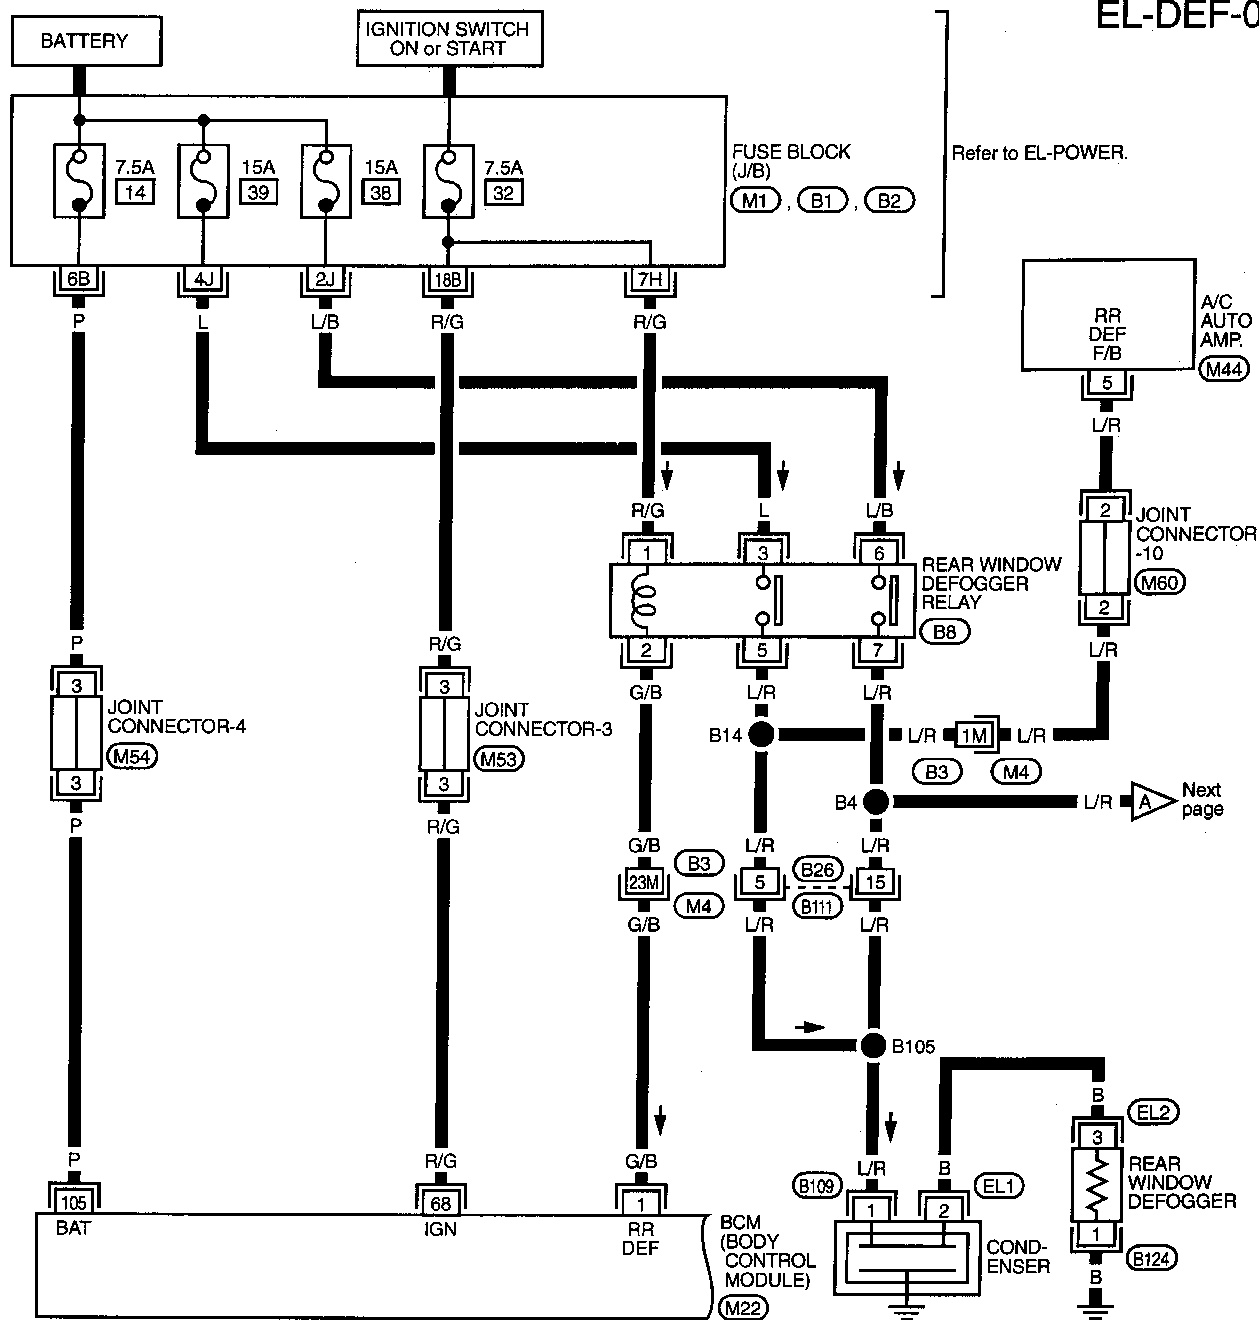 EL-DEF-0
BATTERY
IGNITION SWITCH
ON or START
7.5A
14
15A
39
15A
38
7.5A
32
FUSE BLOCK
(J/B)
M1 , B1 , B2
Refer to EL-POWER.
6B
4J
2J
18B
7H
P
L
L/B
R/G
R/G
RR
DEF
F/B
A/C
AUTO
AMP.
M44
5
L/R
2
JOINT
CONNECTOR
-10
M60
2
L/R
R/G
L
L/B
1
3
6
REAR WINDOW
DEFOGGER
RELAY
B8
2
5
7
G/B
L/R
L/R
P
R/G
3
JOINT
CONNECTOR-4
M54
3
P
3
JOINT
CONNECTOR-3
M53
3
R/G
B14
L/R
1M
L/R
B3
M4
B4
L/R
A
Next
page
G/B
L/R
L/R
23M
B3
M4
5
B26
B111
15
G/B
L/R
L/R
B105
P
R/G
G/B
L/R
B
B
EL2
3
REAR
WINDOW
DEFOGGER
1
B124
B
105
68
1
BAT
IGN
RR
DEF
BCM
(BODY
CONTROL
MODULE)
M22
B109
1
2
EL1
COND-
ENSER